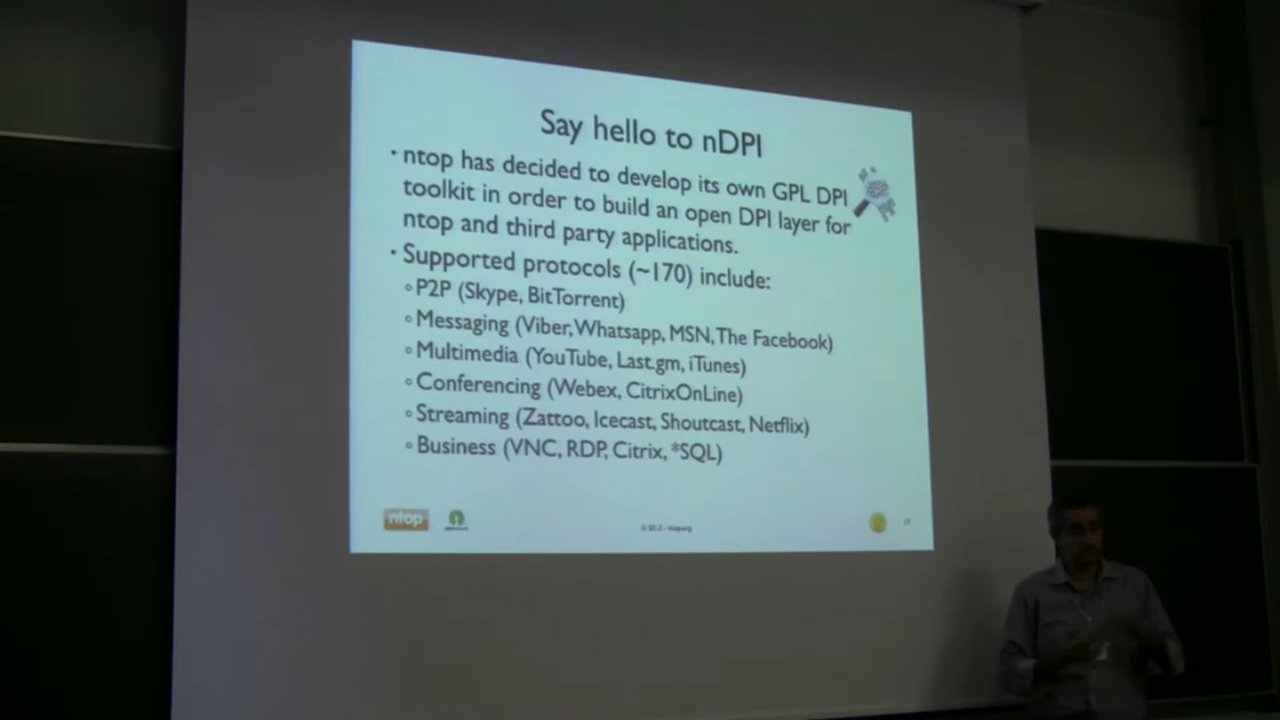 Say hello to nDPI
• ntop has decided to develop its own GPL DPI
toolkit in order to build an open DPI layer for
ntop and third party applications.
• Supported protocols (~170) include:
◦ P2P (Skype, BitTorrent)
◦ Messaging (Viber, Whatsapp, MSN, The Facebook)
◦ Multimedia (YouTube, Last.gm, iTunes)
◦ Conferencing (Webex, CitrixOnLine)
◦ Streaming (Zattoo, Icecast, Shoutcast, Netflix)
◦ Business (VNC, RDP, Citrix, *SQL)
ntop